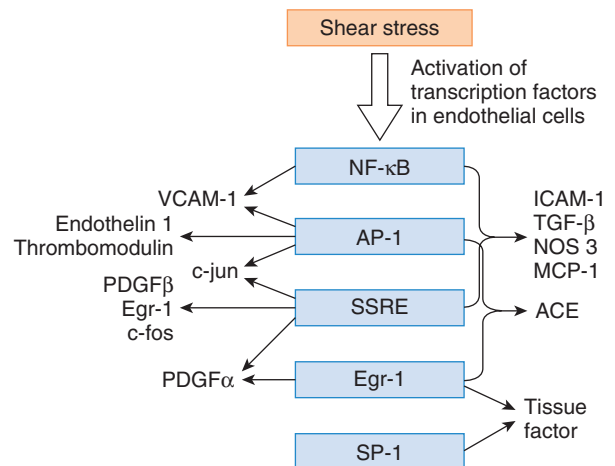 Shear stress
Activation of
transcription factors
in endothelial cells
NF-κB
VCAM-1
ICAM-1
TGF-β
NOS 3
MCP-1
Endothelin 1
Thrombomodulin
AP-1
c-jun
PDGFβ
Egr-1
c-fos
SSRE
ACE
PDGFα
Egr-1
Tissue
factor
SP-1